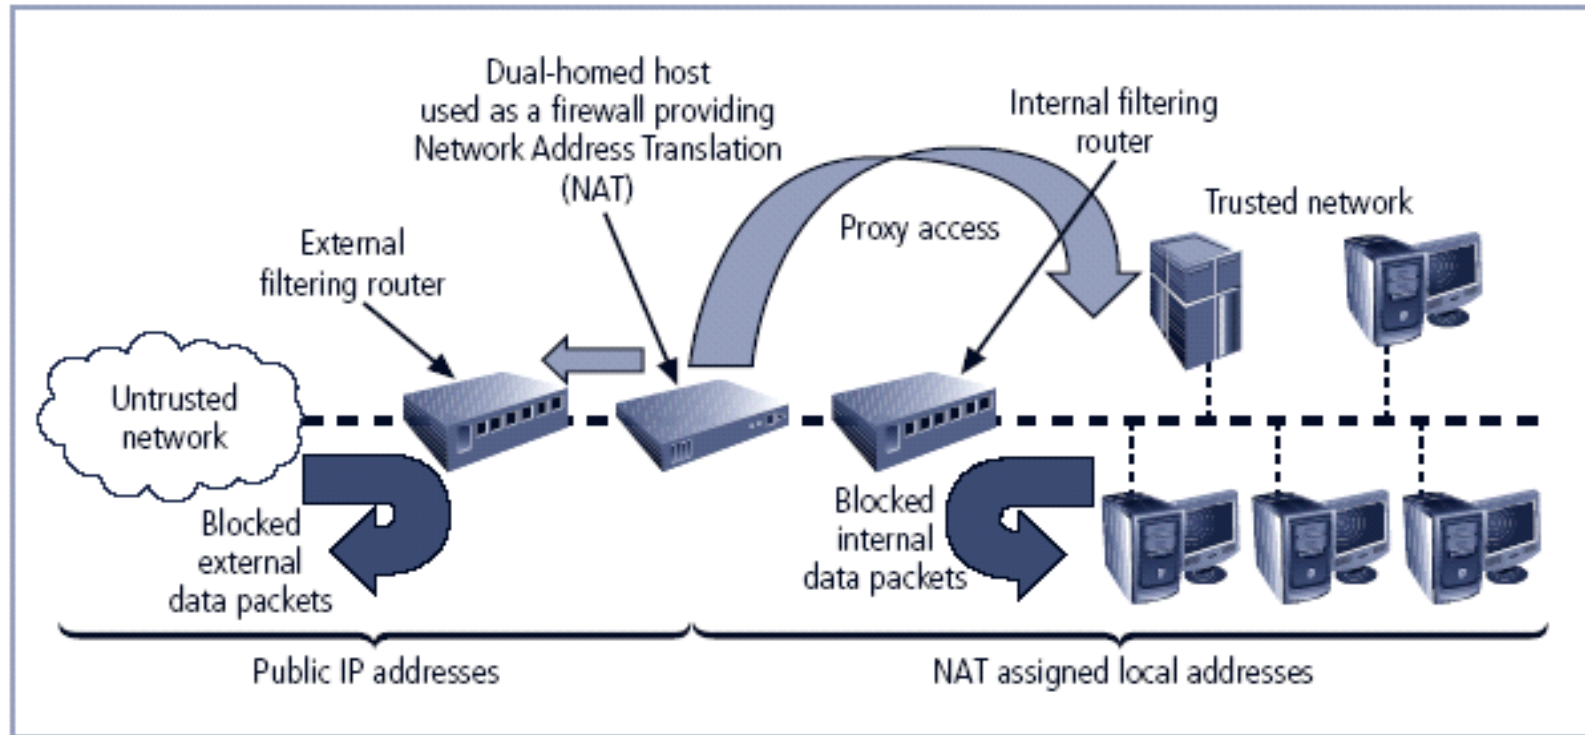 Dual-homed host
used as a firewall providing
Network Address Translation
(NAT)
Internal filtering
router
Trusted network
Proxy access
External
filtering router
Untrusted
network
Blocked
external
data packets
Blocked
internal
data packets
Public IP addresses
NAT assigned local addresses